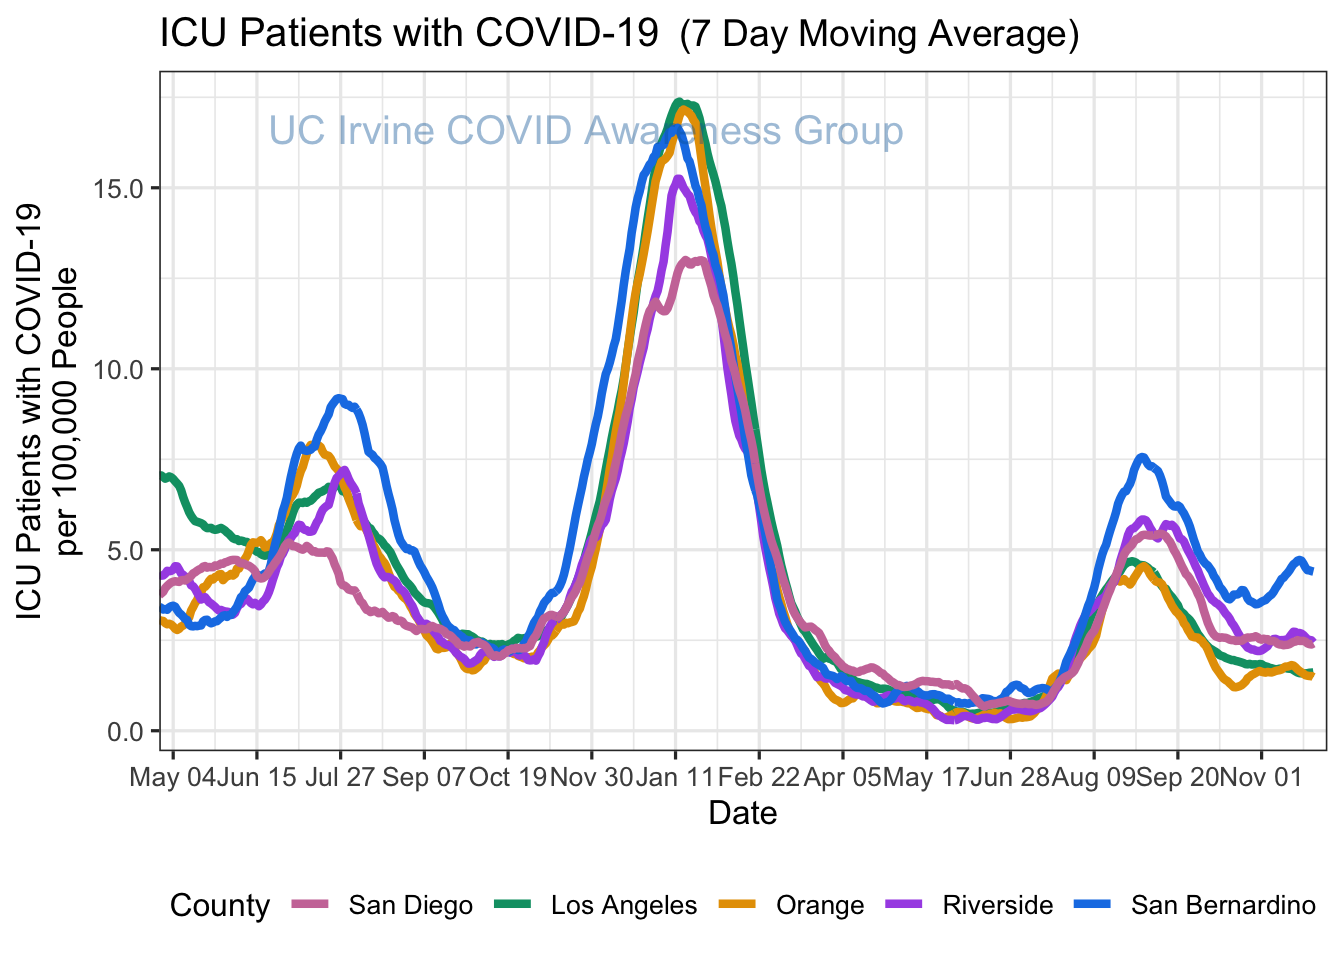 ICU Patients with COVID-19 (7 Day Moving Average)
UC Irvine COVID Awareness Group
ICU Patients with COVID-19
per 100,000 People
15.0
10.0
5.0
0.0
May 04 Jun 15 Jul 27 Sep 07 Oct 19 Nov 30 Jan 11 Feb 22 Apr 05 May 17 Jun 28 Aug 09 Sep 20 Nov 01
Date
County San Diego Los Angeles Orange Riverside San Bernardino